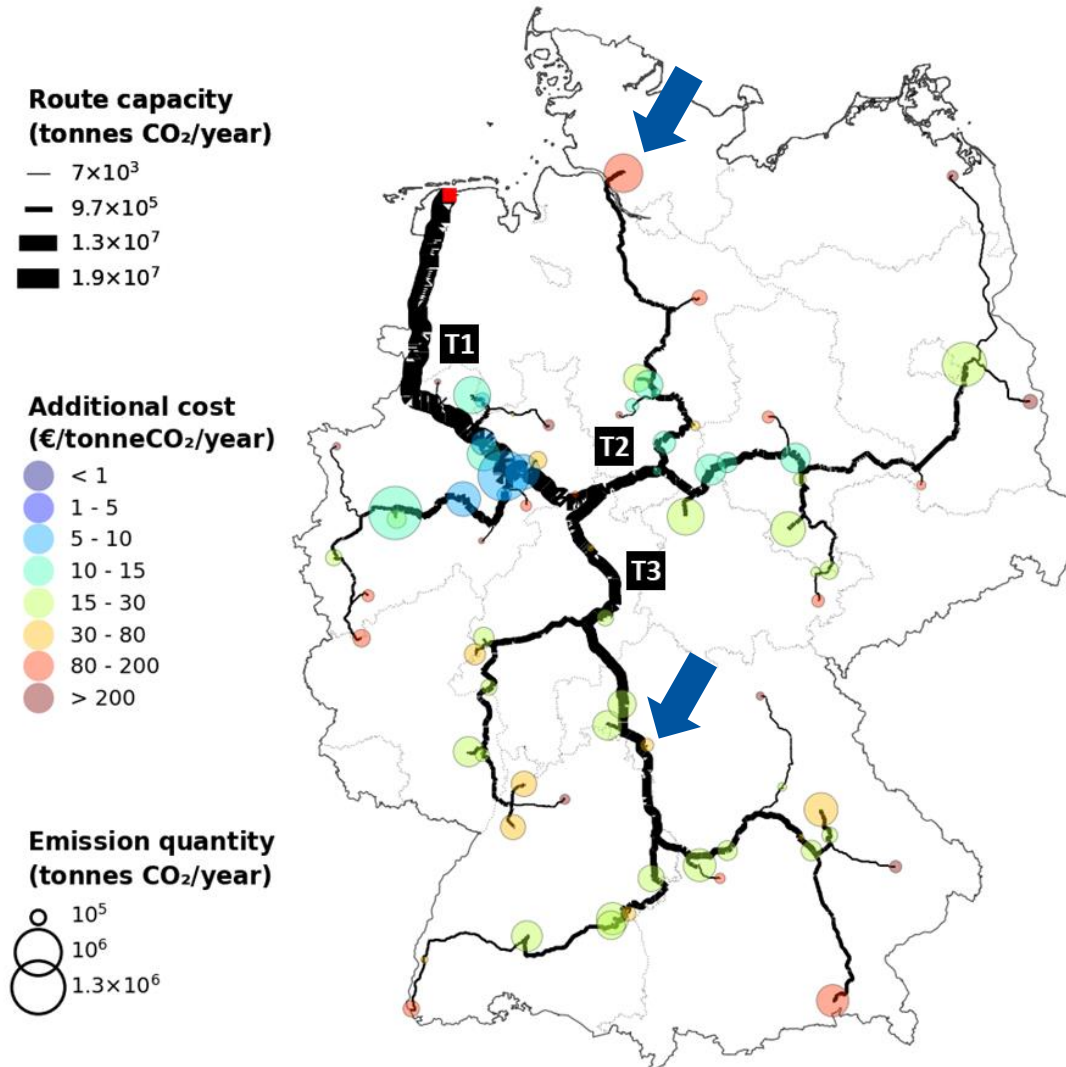 Route capacity
(tonnes CO₂/year)
7×10³
9.7×10⁵
1.3×10⁷
1.9×10⁷
T1
T2
T3
Additional cost
(€/tonneCO₂/year)
< 1
1 - 5
5 - 10
10 - 15
15 - 30
30 - 80
80 - 200
> 200
Emission quantity
(tonnes CO₂/year)
10⁵
10⁶
1.3×10⁶